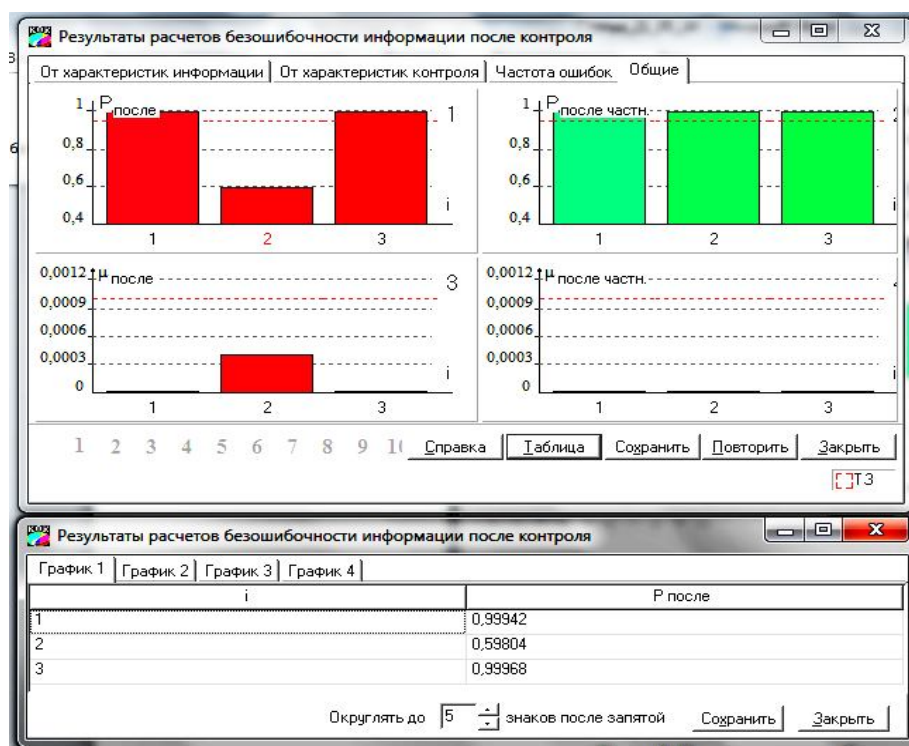 Результаты расчетов безошибочности информации после контроля
От характеристик информации От характеристик контроля Частота ошибок Общие
1 P после 1
0,8
0,6
0,4 i
1 2 3
1 P после частн. 2
0,8
0,6
0,4 i
1 2 3
0,0012 μ после 3
0,0009
0,0006
0,0003 i
0
1 2 3
0,0012 μ после частн.
0,0009
0,0006
0,0003 i
0
1 2 3
1 2 3 4 5 6 7 8 9 Справка Таблица Сохранить Повторить Закрыть
ТЗ
Результаты расчетов безошибочности информации после контроля
График 1 График 2 График 3 График 4
i P после
1 0,99942
2 0,59804
3 0,99968
Округлять до 5 знаков после запятой Сохранить Закрыть